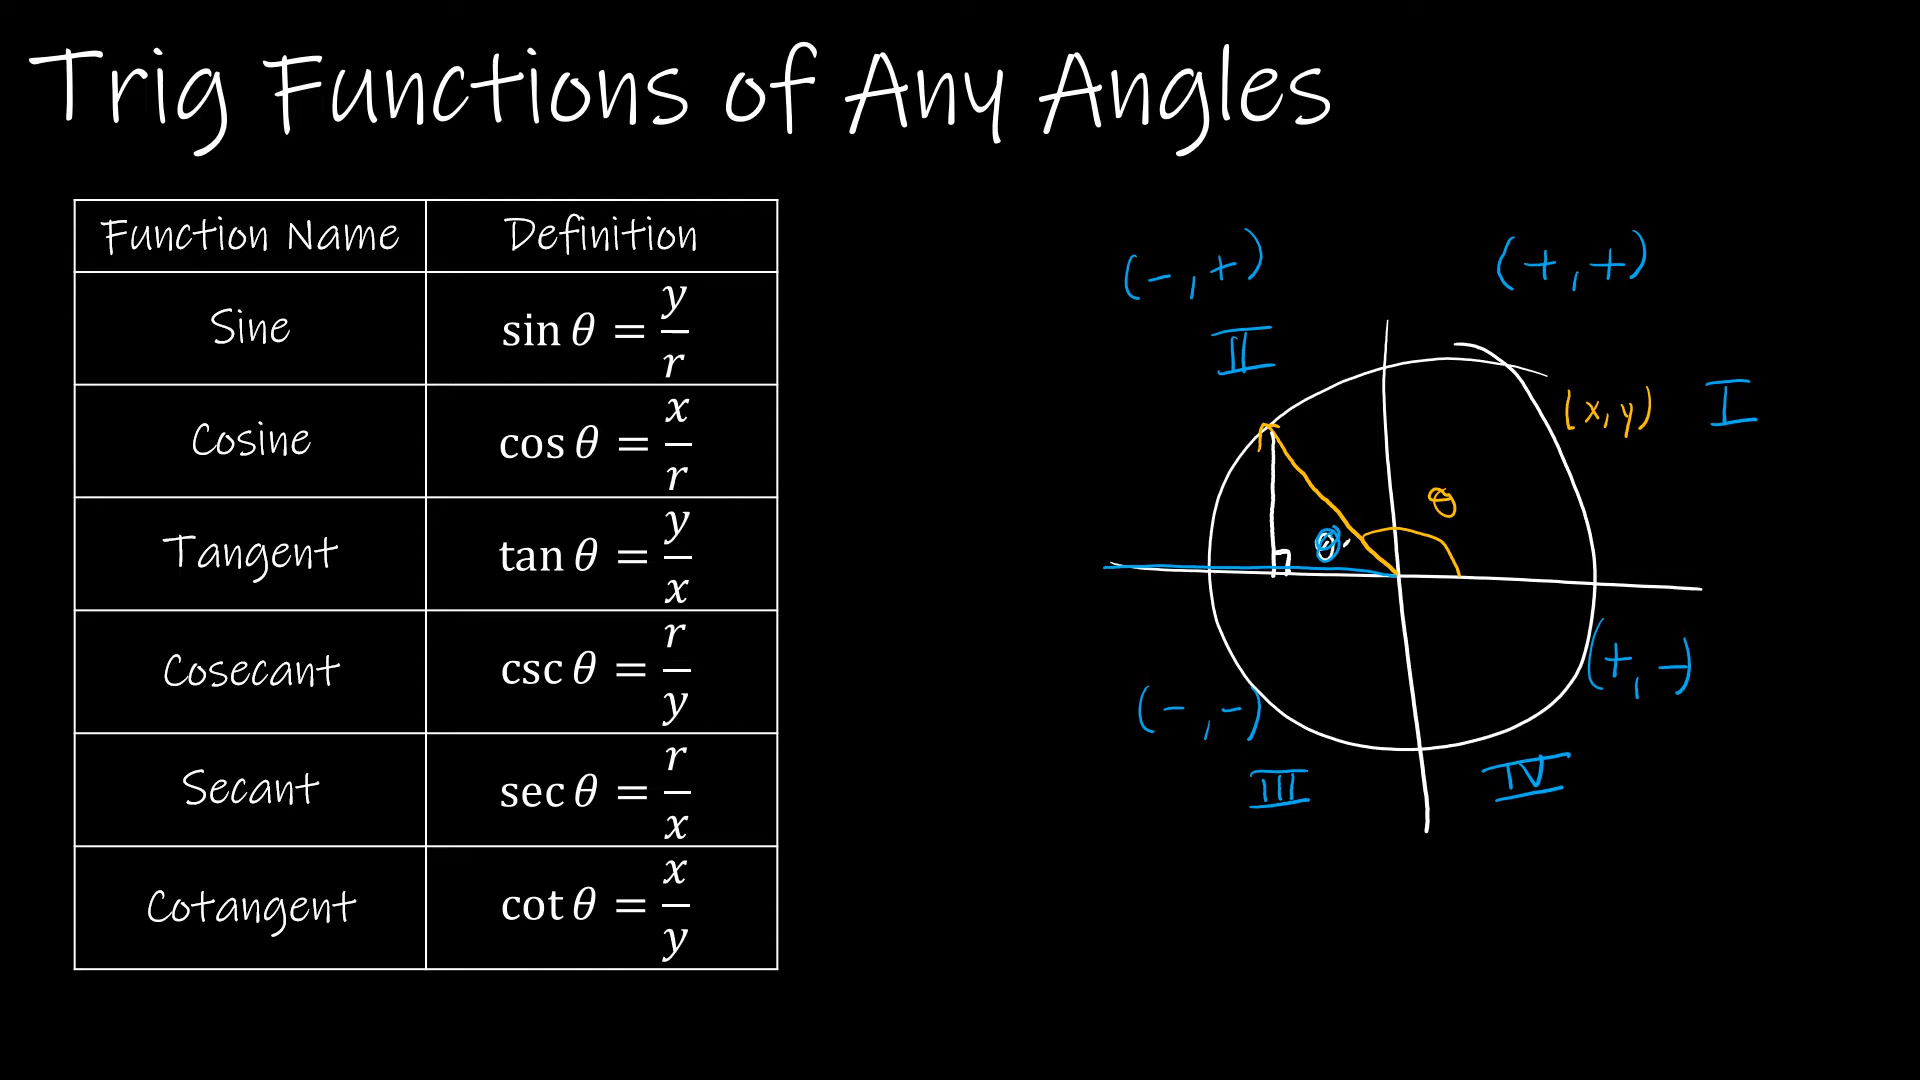 Trig Functions of Any Angles
Function Name Definition
Sine sin θ = y/r
Cosine cos θ = x/r
Tangent tan θ = y/x
Cosecant csc θ = r/y
Secant sec θ = r/x
Cotangent cot θ = x/y
(-,+) (+,+)
II
(x,y) I
θ
θ'
(+,-)
(-,-)
III IV